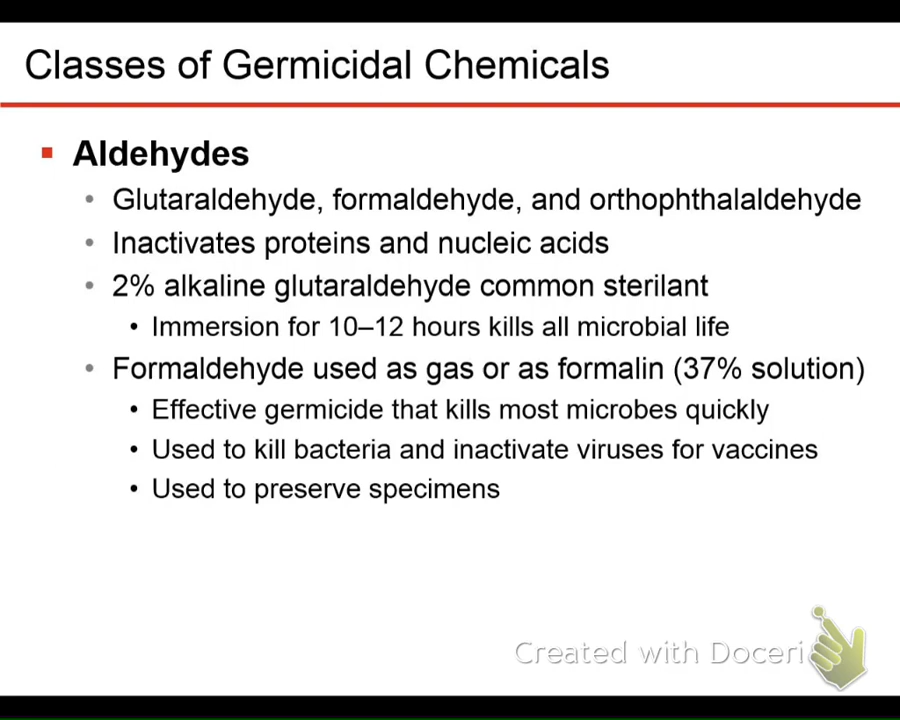 Classes of Germicidal Chemicals
Aldehydes
Glutaraldehyde, formaldehyde, and orthophthalaldehyde
Inactivates proteins and nucleic acids
2% alkaline glutaraldehyde common sterilant
Immersion for 10–12 hours kills all microbial life
Formaldehyde used as gas or as formalin (37% solution)
Effective germicide that kills most microbes quickly
Used to kill bacteria and inactivate viruses for vaccines
Used to preserve specimens
Created with Doceri